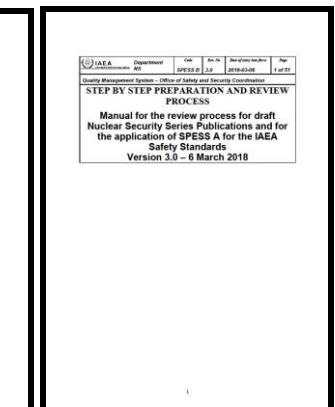 IAEA
Department
NS
Code
SPESS B
Rev. No
3.0
Date of entry into force
2018-03-06
Page
1 of 51
Quality Management System – Office of Safety and Security Coordination
STEP BY STEP PREPARATION AND REVIEW
PROCESS
Manual for the review process for draft
Nuclear Security Series Publications and for
the application of SPESS A for the IAEA
Safety Standards
Version 3.0 – 6 March 2018
1